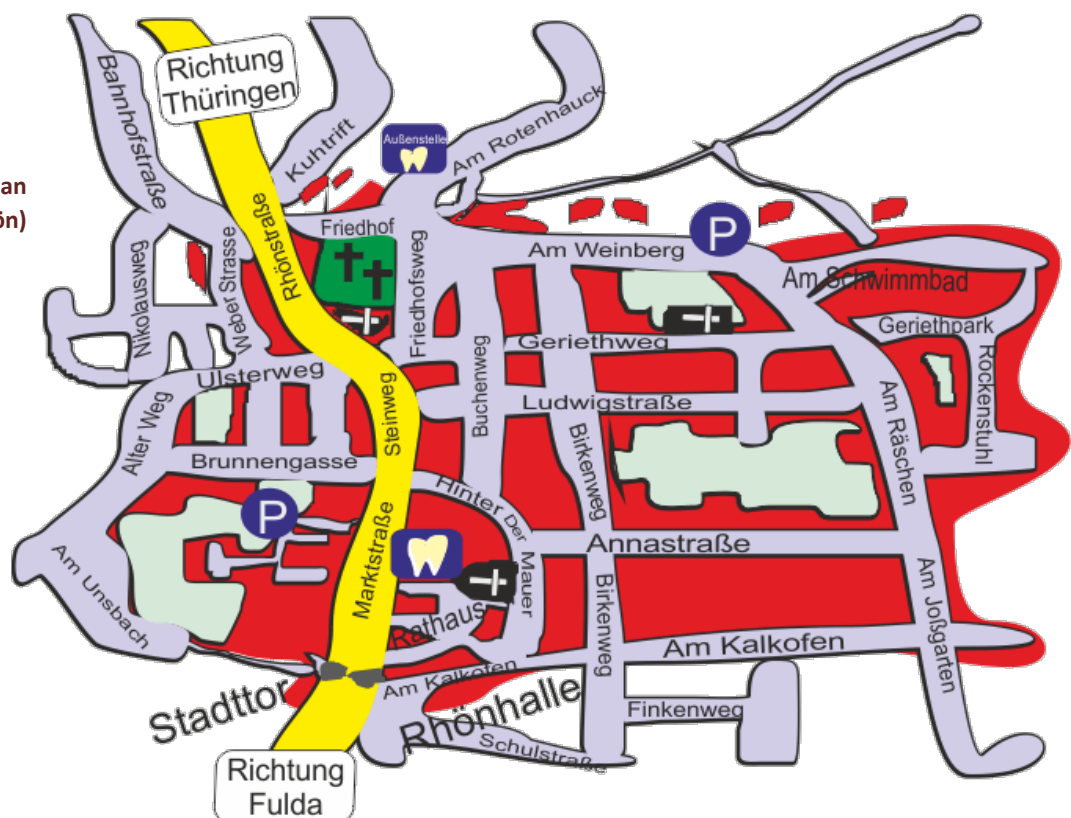 Richtung
Thüringen
Bahnhofstraße
Kuhtrift
Außenstelle
Am Rotenhauck
an
ön)
Rhönstraße
Friedhof
Friedhofsweg
Am Weinberg
P
Am Schwimmbad
Nikolausweg
Weber Strasse
Geriethweg
Geriethpark
Ulsterweg
Steinweg
Buchenweg
Ludwigstraße
Rockenstuhl
Am Räschen
Alter Weg
Brunnengasse
Birkenweg
Hinter Der Mauer
P
Marktstraße
Annastraße
Am Unsbach
Rathaus
Birkenweg
Am Joßgarten
Am Kalkofen
Am Kalkofen
Stadttor
Rhönhalle
Finkenweg
Schulstraße
Richtung
Fulda